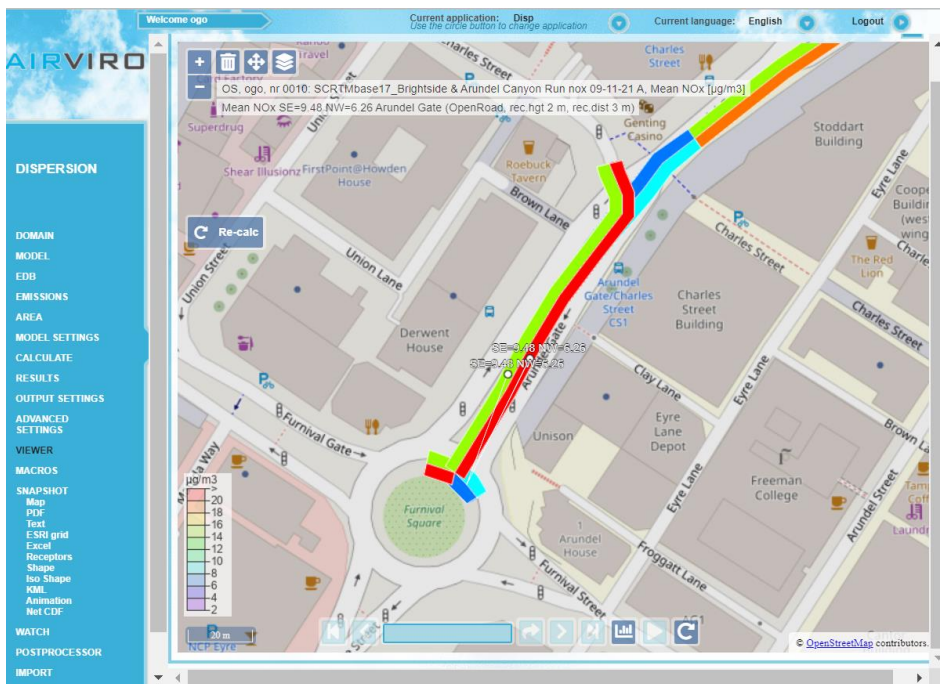 Welcome ogo
Current application: Disp
Use the circle button to change application
Current language: English
Logout
AIRVIRO
DISPERSION
DOMAIN
MODEL
EDB
EMISSIONS
AREA
MODEL SETTINGS
CALCULATE
RESULTS
OUTPUT SETTINGS
ADVANCED
SETTINGS
VIEWER
MACROS
SNAPSHOT
Map
PDF
Text
ESRI grid
Excel
Receptors
Shape
Iso Shape
KML
Animation
Net CDF
WATCH
POSTPROCESSOR
IMPORT
+
−
OS, ogo, nr 0010: SCRTMbase17_Brightside & Arundel Canyon Run nox 09-11-21 A, Mean NOx [µg/m3]
Mean NOx SE=9.48 NW=6.26 Arundel Gate (OpenRoad, rec.hgt 2 m, rec.dist 3 m)
Re-calc
Charles Street
Charles
Street
Genting
Casino
Stoddart
Building
Superdrug
Shear Illusionz
FirstPoint@Howden
House
Roebuck
Tavern
Brown Lane
Eyre Lane
The Red
Lion
Union Street
Union Lane
Charles Street
Arundel
Gate/Charles
Street
CS1
Charles
Street
Building
Charles Street
Derwent
House
SE=9.48 NW=6.26
SE=9.48 NW=6.26
Arundel Gate
Clay Lane
Eyre Lane
Furnival Gate
Unison
Eyre
Lane
Depot
Freeman
College
Furnival
Square
1
Arundel
House
Eyre Lane
Arundel Street
Froggatt Lane
Furnival Street
µg/m3
>
20
18
16
14
12
10
8
6
4
2
20 m
NCP Eyre
© OpenStreetMap contributors.